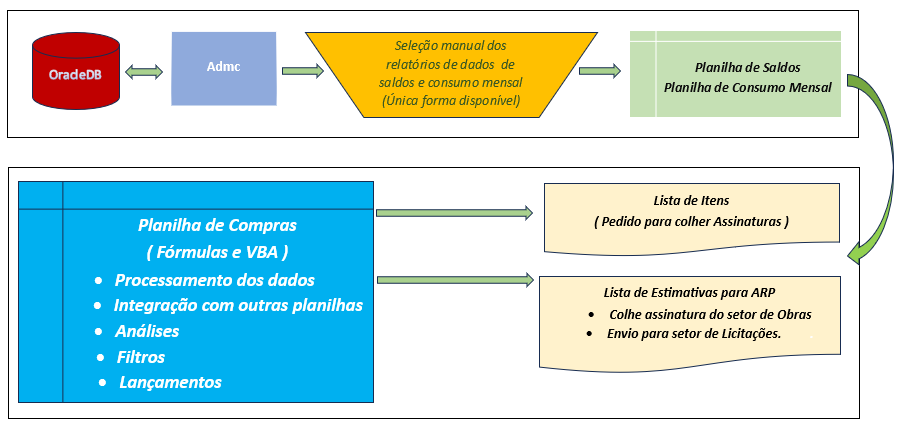 OracleDB
Admc
Seleção manual dos
relatórios de dados de
saldos e consumo mensal
(Única forma disponível)
Planilha de Saldos
Planilha de Consumo Mensal
Planilha de Compras
( Fórmulas e VBA )
• Processamento dos dados
• Integração com outras planilhas
• Análises
• Filtros
• Lançamentos
Lista de Itens
( Pedido para colher Assinaturas )
Lista de Estimativas para ARP
• Colhe assinatura do setor de Obras
• Envio para setor de Licitações.